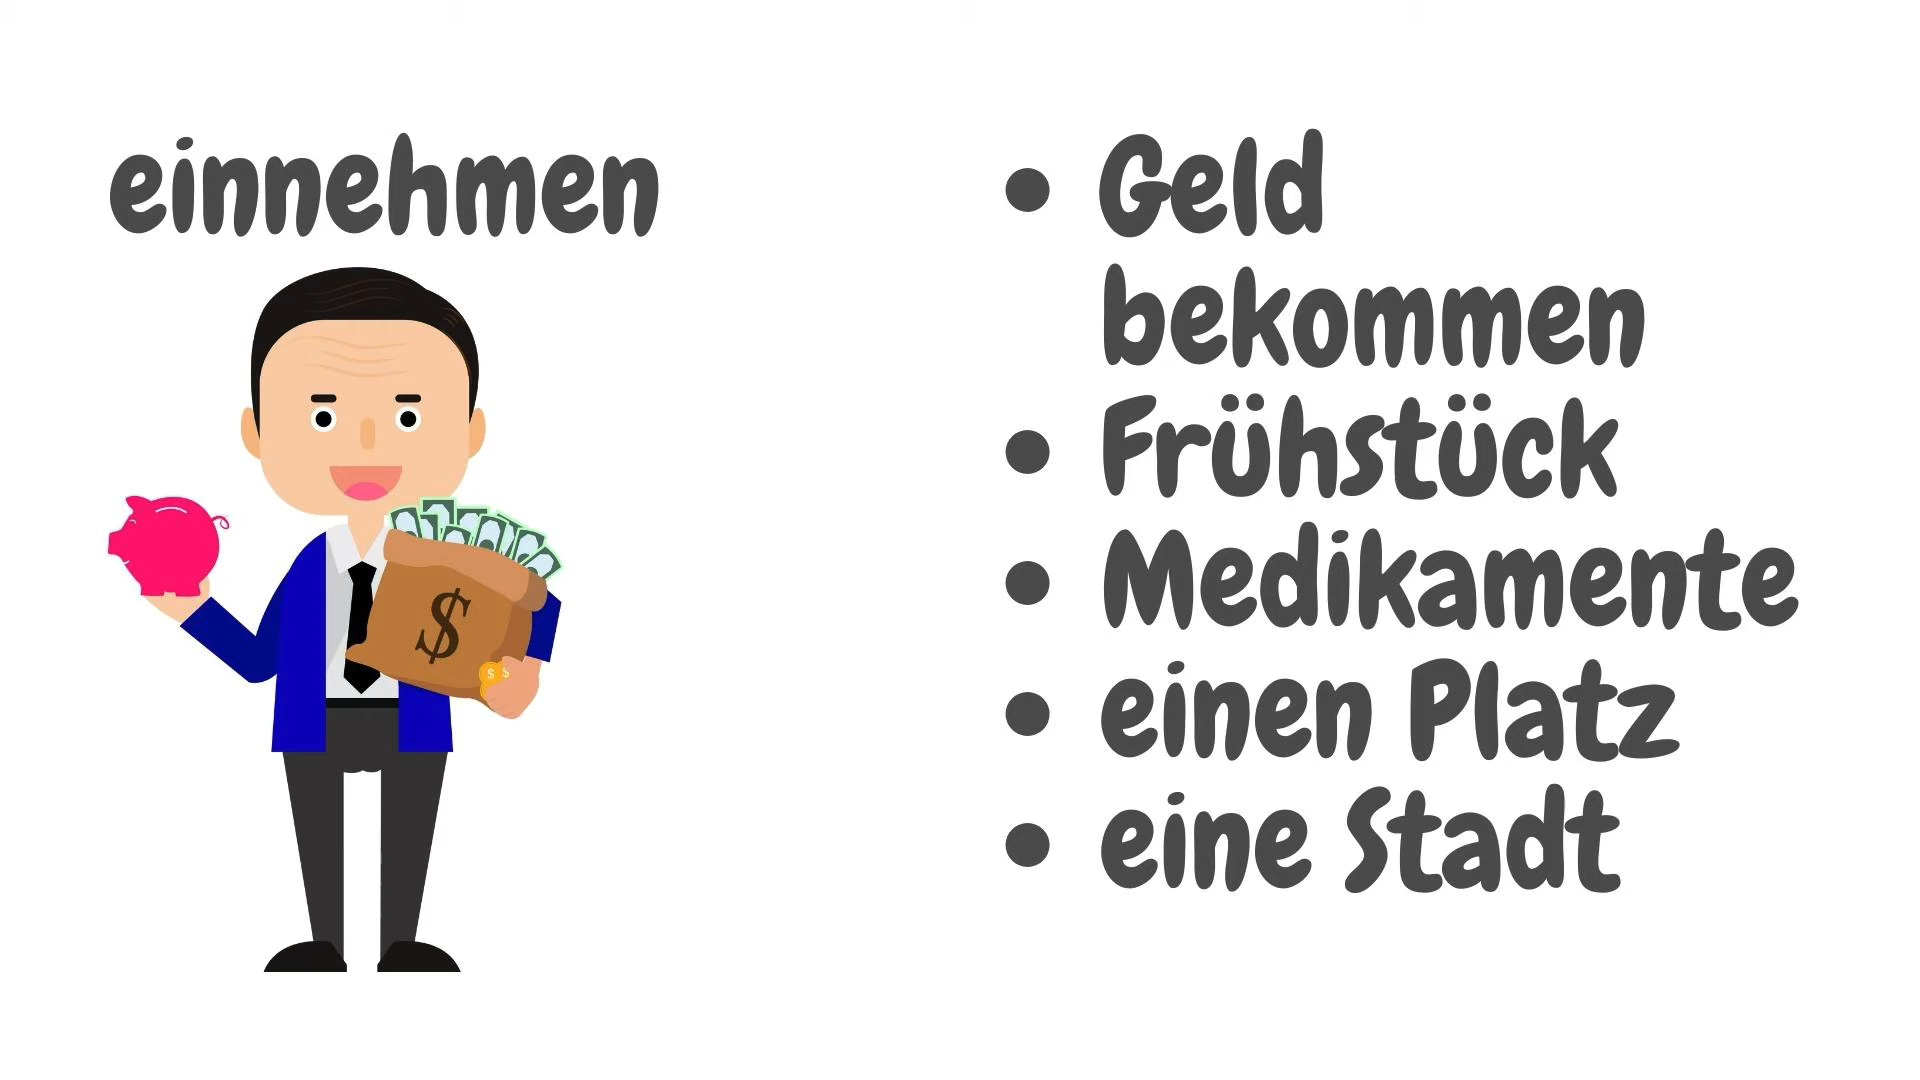 einnehmen
$
$ $
• Geld
bekommen
• Frühstück
• Medikamente
• einen Platz
• eine Stadt